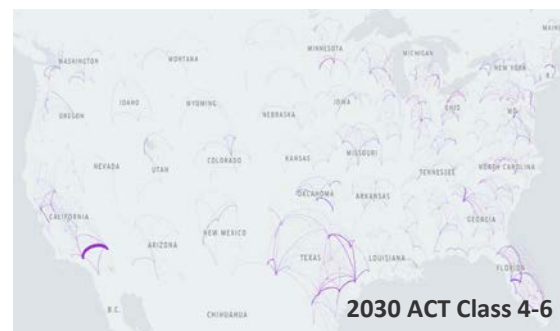 MAINE
MINNESOTA
MICHIGAN
WASHINGTON
MONTANA
NEW YORK
OREGON
IDAHO
WYOMING
NEBRASKA
IOWA
OHIO
NEVADA
UTAH
COLORADO
KANSAS
MISSOURI
TENNESSEE
NORTH CAROLINA
CALIFORNIA
OKLAHOMA
ARKANSAS
ARIZONA
NEW MEXICO
GEORGIA
TEXAS
LOUISIANA
FLORIDA
B.C.
CHIHUAHUA
2030 ACT Class 4-6